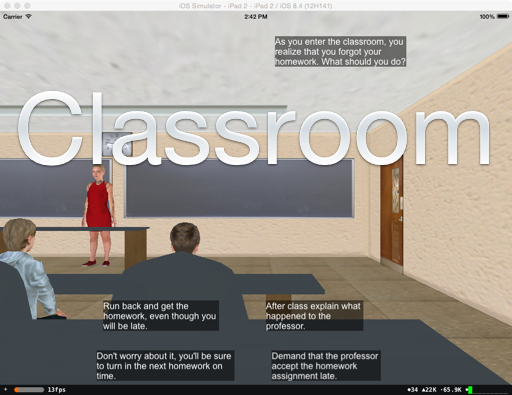 iOS Simulator - iPad 2 - iPad 2 / iOS 8.4 (12H141)
Carrier 2:42 PM 100%
As you enter the classroom, you
realize that you forgot your
homework. What should you do?
Classroom
Run back and get the
homework, even though you
will be late.
After class explain what
happened to the
professor.
Don't worry about it, you'll be sure
to turn in the next homework on
time.
Demand that the professor
accept the homework
assignment late.
+ 13fps ◆34 ▲22K ·65.9K